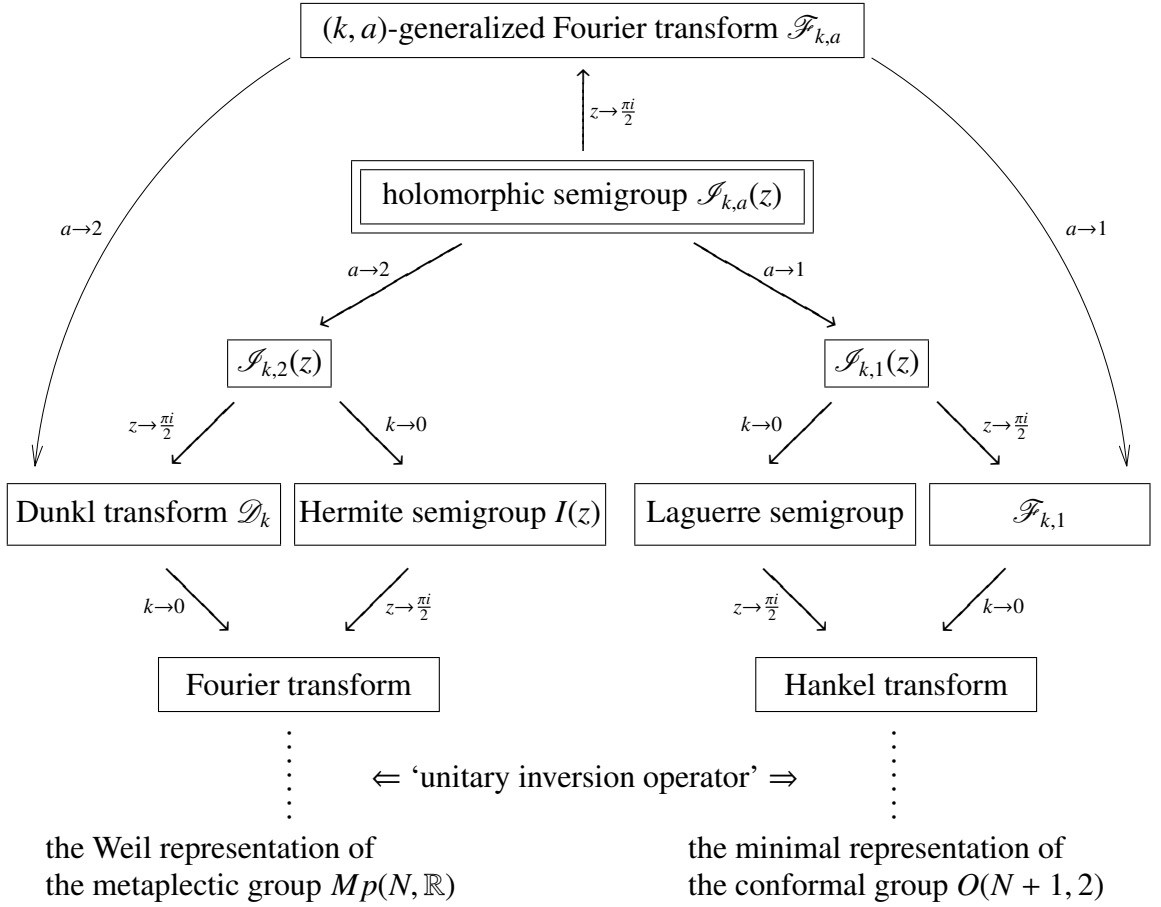 (k, a)-generalized Fourier transform ℱ_{k,a}
z→πi/2
holomorphic semigroup ℐ_{k,a}(z)
a→2
a→1
a→2
a→1
ℐ_{k,2}(z)
ℐ_{k,1}(z)
z→πi/2
k→0
k→0
z→πi/2
Dunkl transform 𝒟_k
Hermite semigroup I(z)
Laguerre semigroup
ℱ_{k,1}
k→0
z→πi/2
z→πi/2
k→0
Fourier transform
Hankel transform
⇐ ‘unitary inversion operator’ ⇒
the Weil representation of
the metaplectic group Mp(N, ℝ)
the minimal representation of
the conformal group O(N + 1, 2)